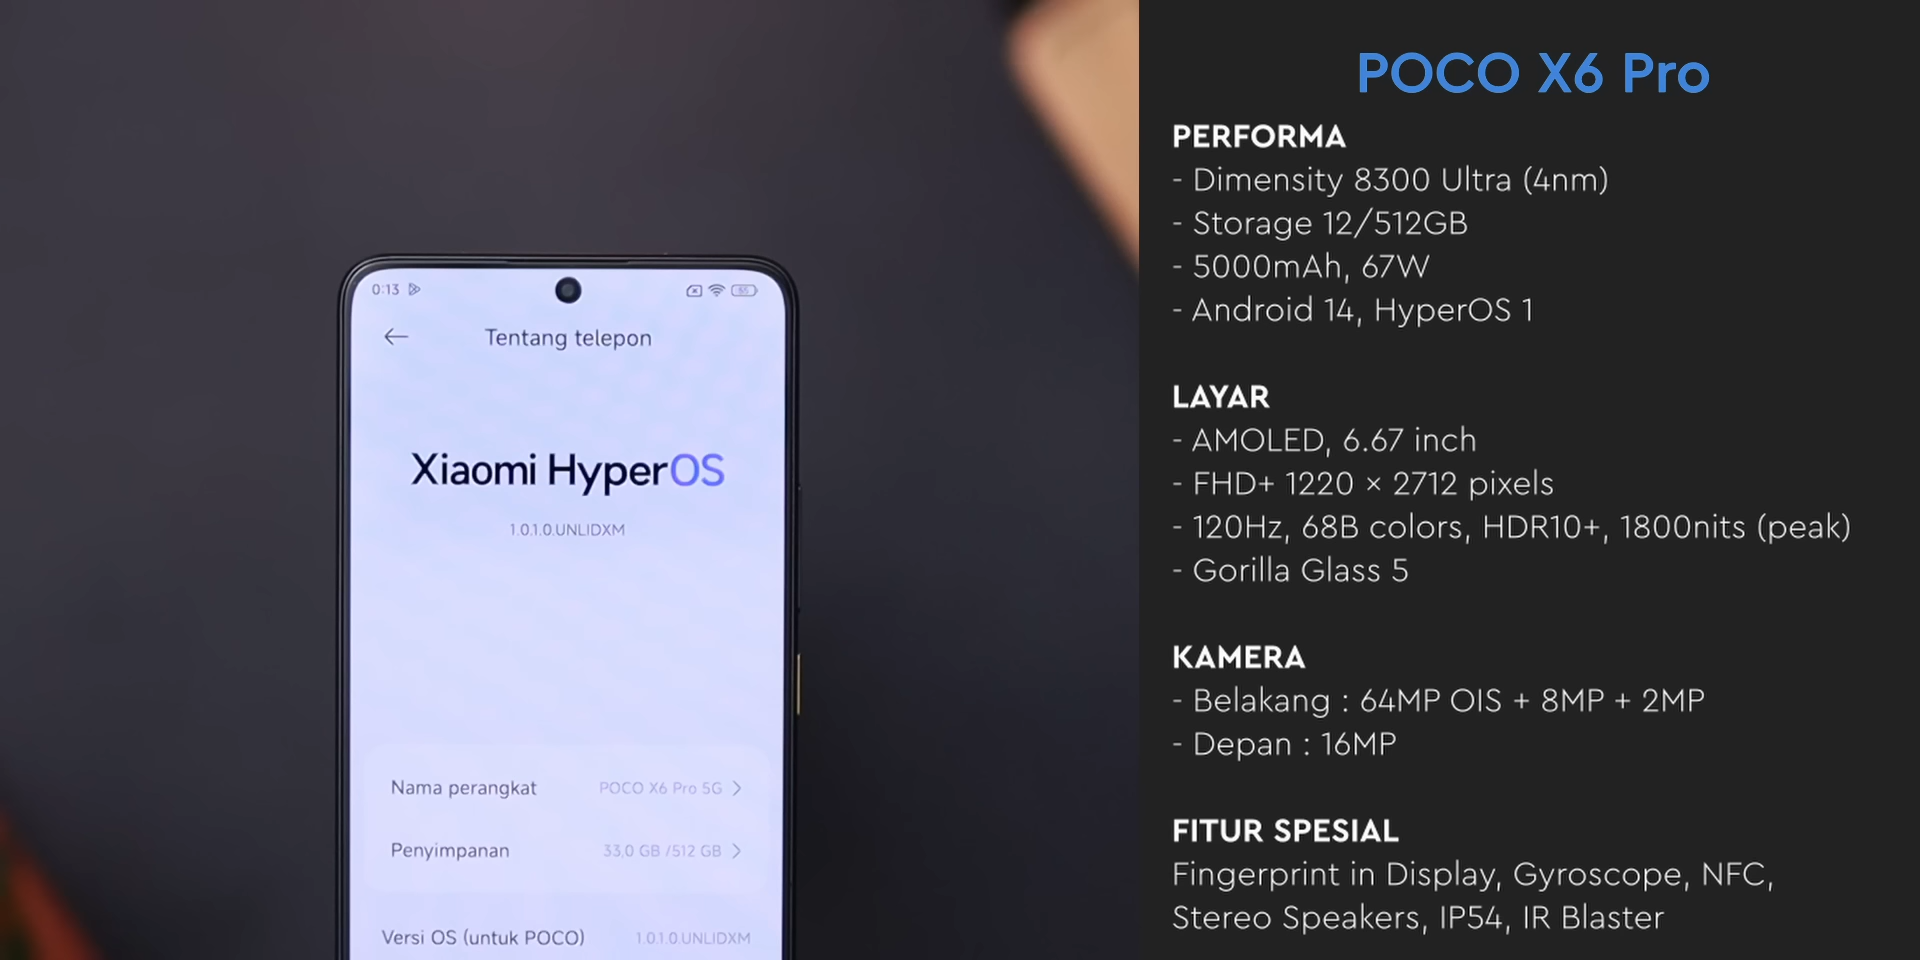 0:13
65
Tentang telepon
Xiaomi HyperOS
1.0.1.0.UNLIDXM
Nama perangkat POCO X6 Pro 5G
Penyimpanan 33,0 GB /512 GB
Versi OS (untuk POCO) 1.0.1.0.UNLIDXM
POCO X6 Pro
PERFORMA
- Dimensity 8300 Ultra (4nm)
- Storage 12/512GB
- 5000mAh, 67W
- Android 14, HyperOS 1
LAYAR
- AMOLED, 6.67 inch
- FHD+ 1220 × 2712 pixels
- 120Hz, 68B colors, HDR10+, 1800nits (peak)
- Gorilla Glass 5
KAMERA
- Belakang : 64MP OIS + 8MP + 2MP
- Depan : 16MP
FITUR SPESIAL
Fingerprint in Display, Gyroscope, NFC,
Stereo Speakers, IP54, IR Blaster